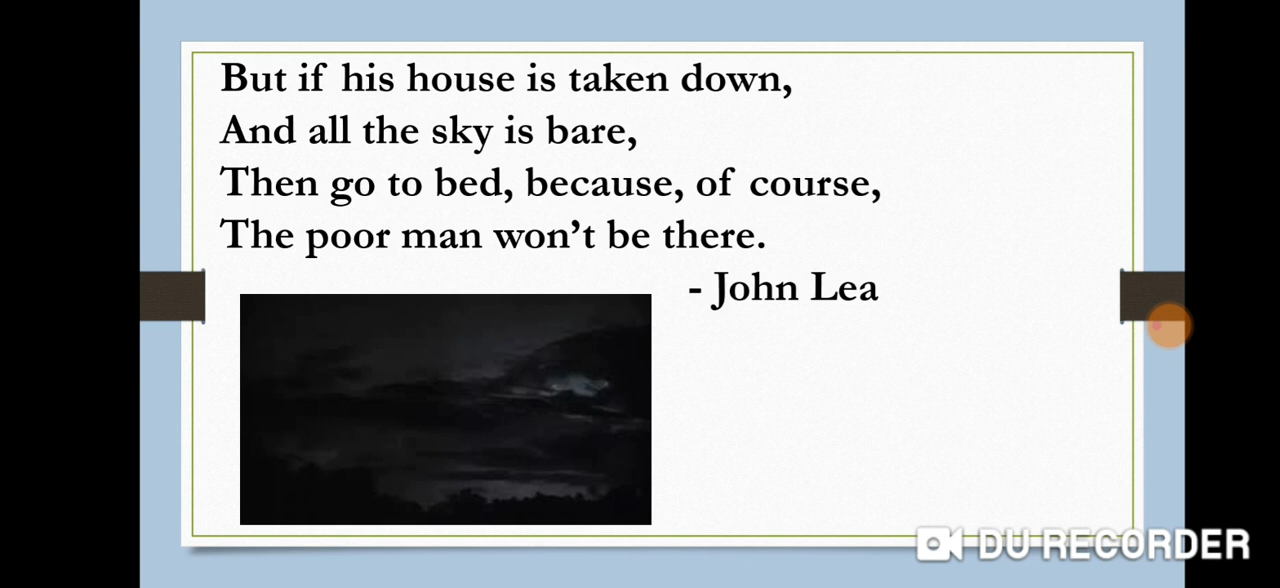 But if his house is taken down,
And all the sky is bare,
Then go to bed, because, of course,
The poor man won’t be there.
- John Lea
DU RECORDER